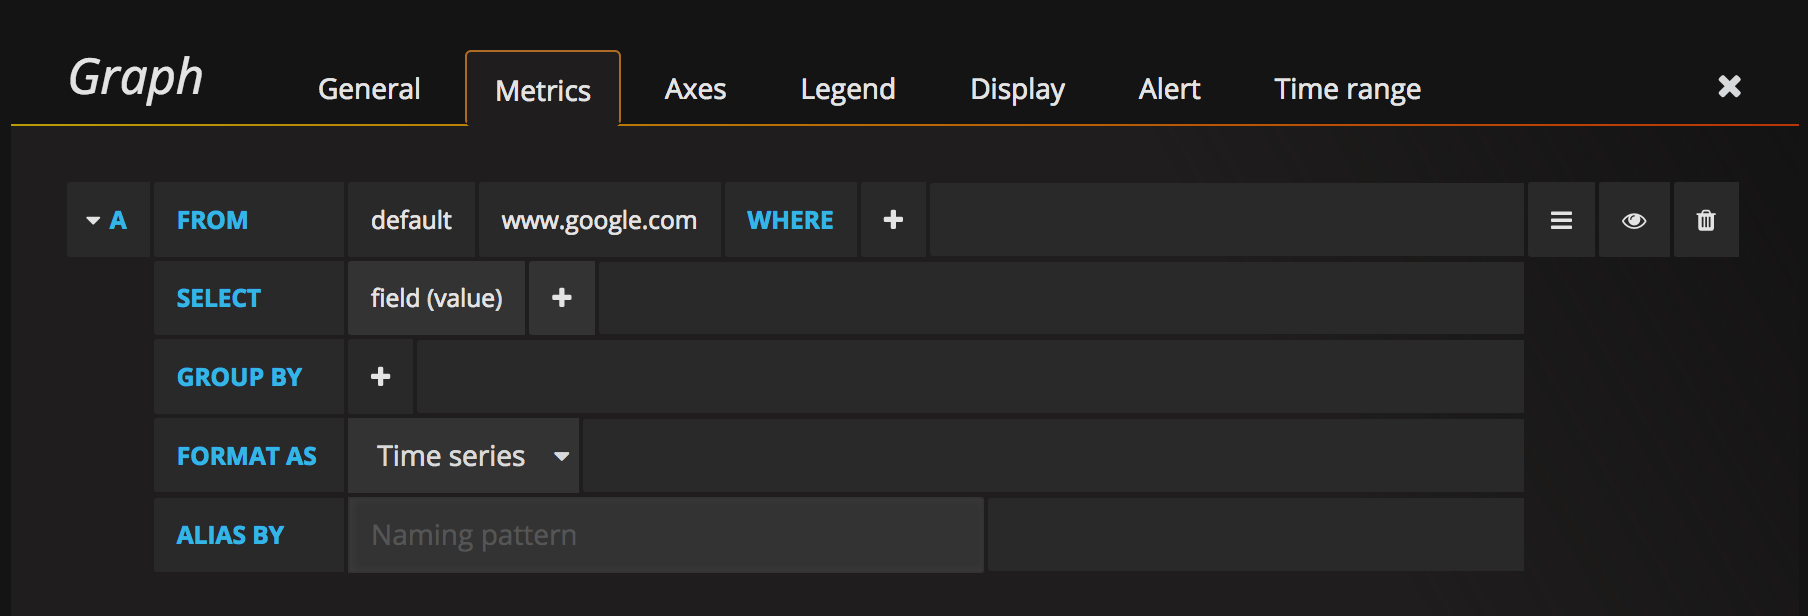 Graph General Metrics Axes Legend Display Alert Time range
A FROM default www.google.com WHERE
SELECT field (value)
GROUP BY
FORMAT AS Time series
ALIAS BY Naming pattern